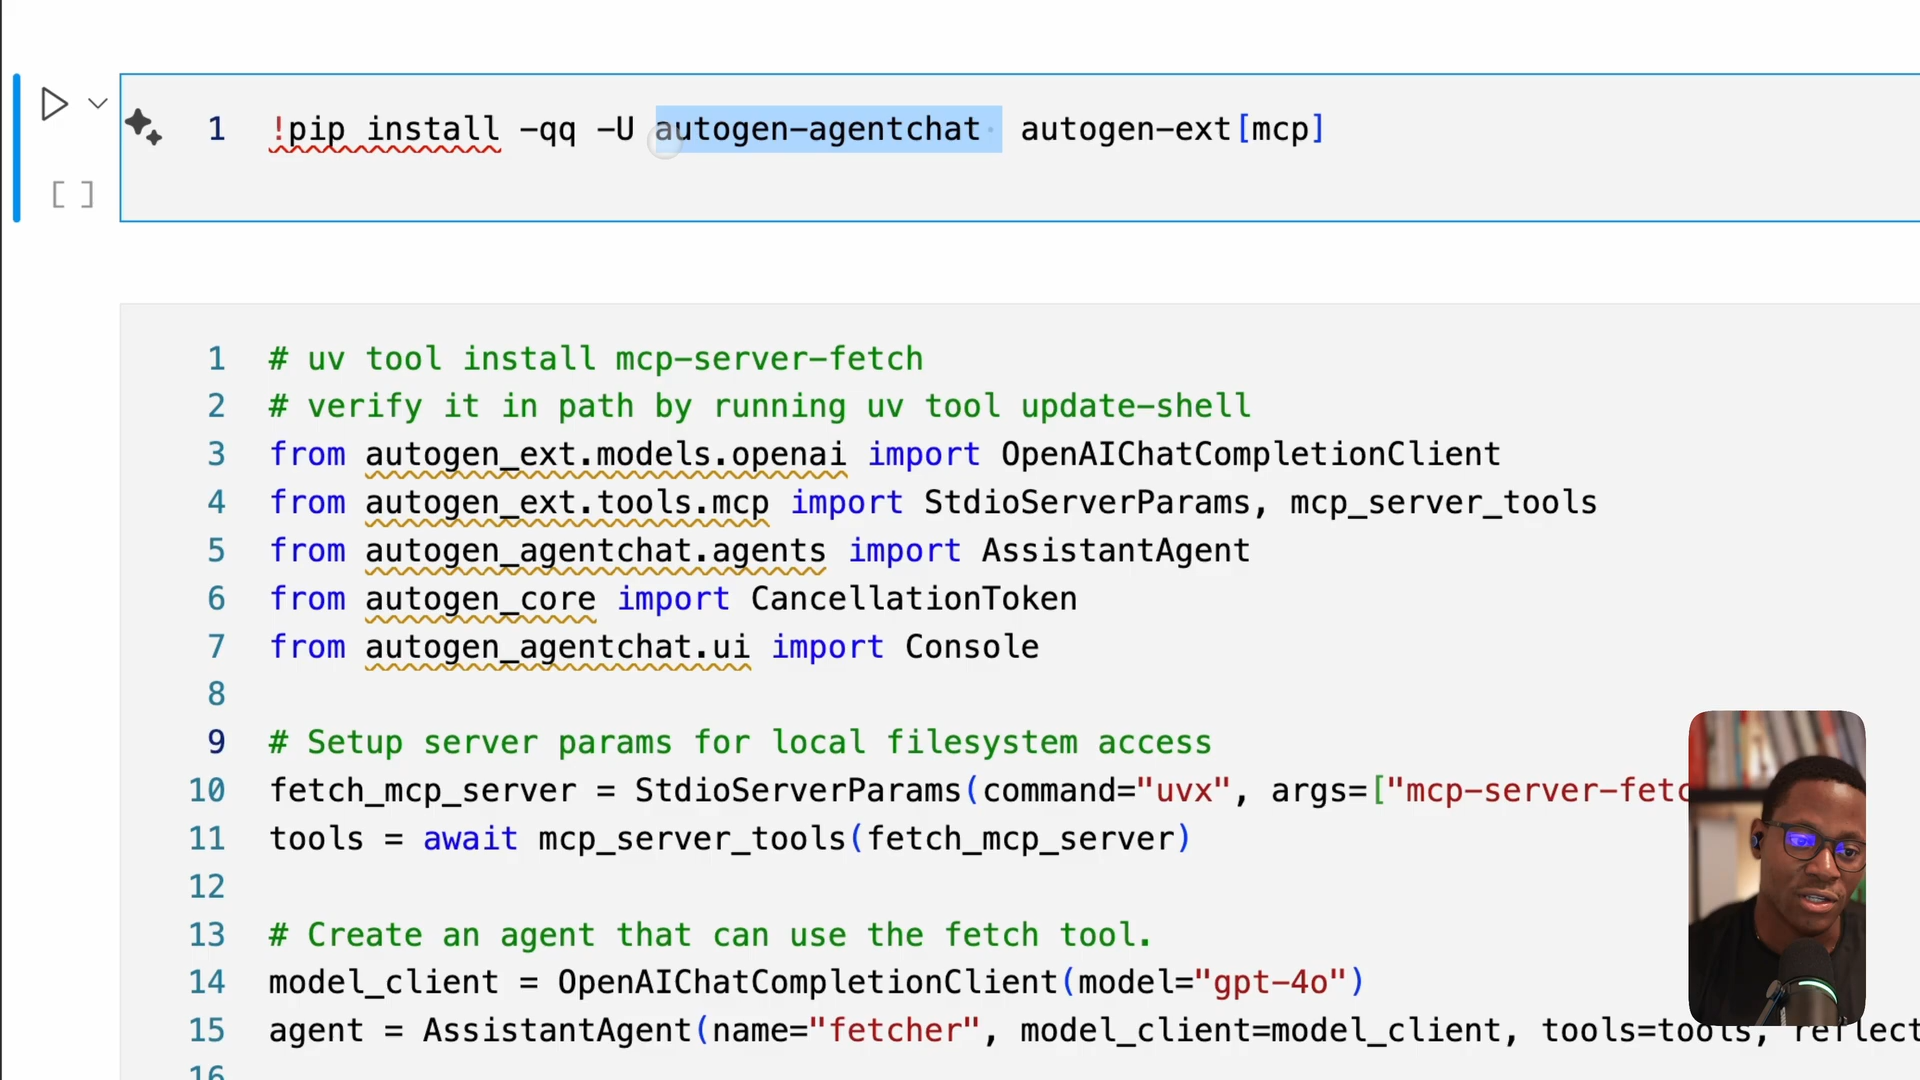 1 !pip install -qq -U autogen-agentchat autogen-ext[mcp]
[ ]
1 # uv tool install mcp-server-fetch
2 # verify it in path by running uv tool update-shell
3 from autogen_ext.models.openai import OpenAIChatCompletionClient
4 from autogen_ext.tools.mcp import StdioServerParams, mcp_server_tools
5 from autogen_agentchat.agents import AssistantAgent
6 from autogen_core import CancellationToken
7 from autogen_agentchat.ui import Console
8
9 # Setup server params for local filesystem access
10 fetch_mcp_server = StdioServerParams(command="uvx", args=["mcp-server-fetc
11 tools = await mcp_server_tools(fetch_mcp_server)
12
13 # Create an agent that can use the fetch tool.
14 model_client = OpenAIChatCompletionClient(model="gpt-4o")
15 agent = AssistantAgent(name="fetcher", model_client=model_client, tools=tools, reflect
16